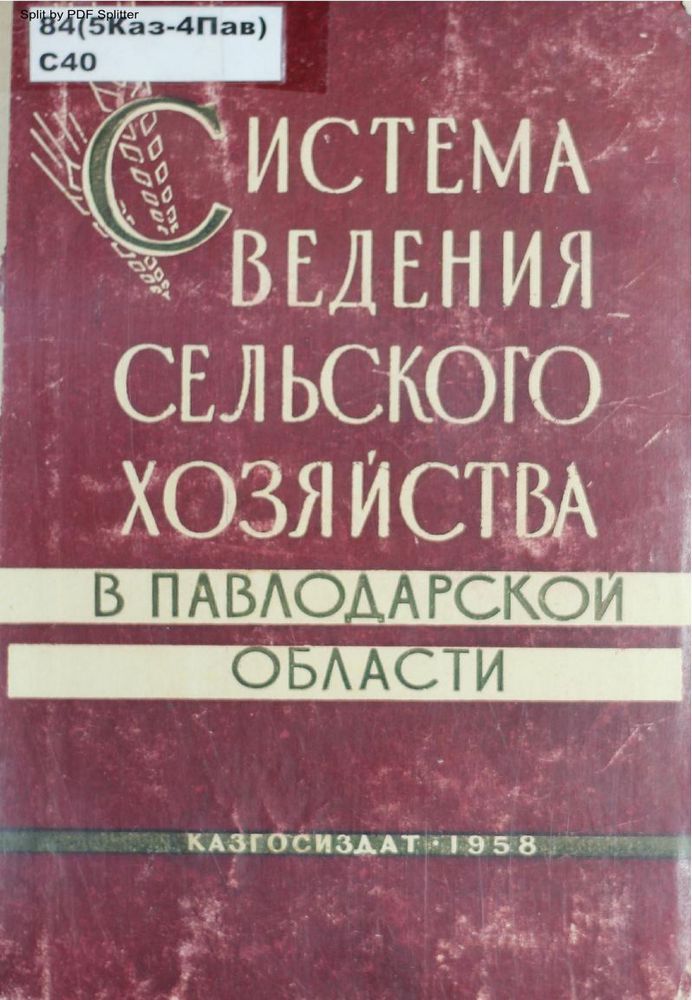 Split by PDF Splitter
84(5Каз-4Пав)
С40
СИСТЕМА
ВЕДЕНИЯ
СЕЛЬСКОГО
ХОЗЯЙСТВА
В ПАВЛОДАРСКОЙ
ОБЛАСТИ
КАЗГОСИЗДАТ · 1958